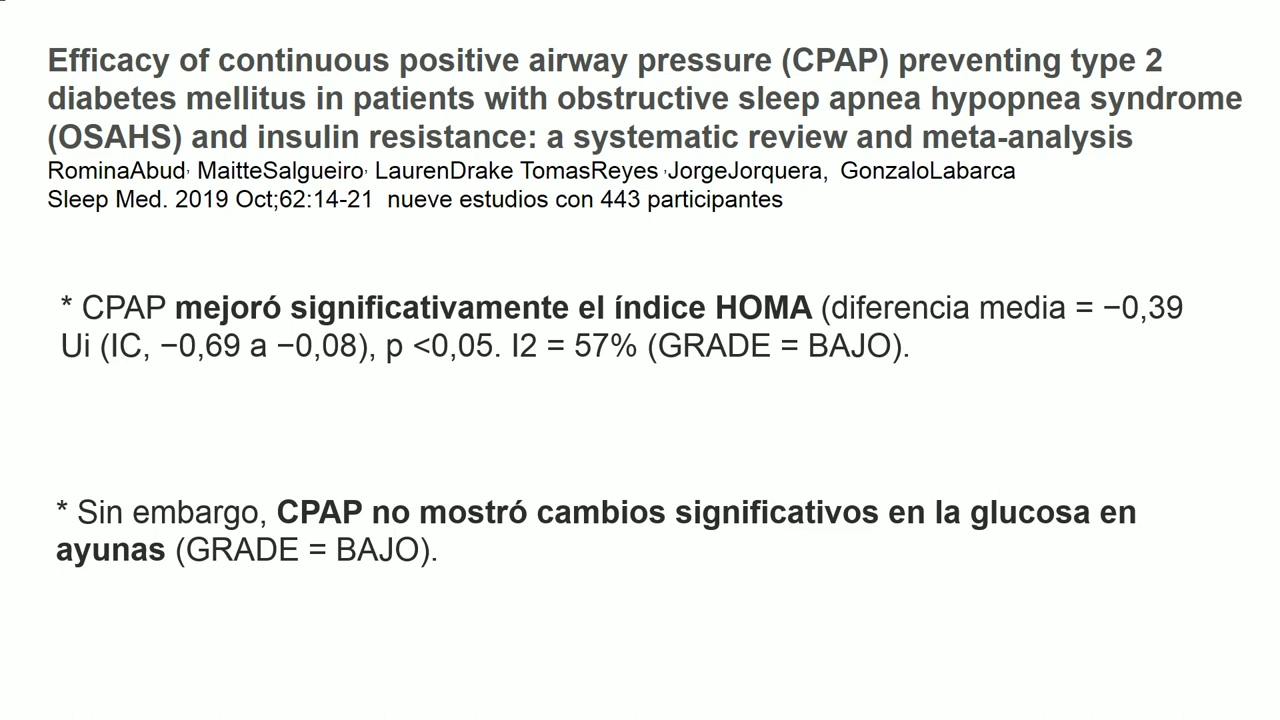 Efficacy of continuous positive airway pressure (CPAP) preventing type 2
diabetes mellitus in patients with obstructive sleep apnea hypopnea syndrome
(OSAHS) and insulin resistance: a systematic review and meta-analysis
RominaAbud, MaitteSalgueiro, LaurenDrake TomasReyes ,JorgeJorquera, GonzaloLabarca
Sleep Med. 2019 Oct;62:14-21 nueve estudios con 443 participantes
* CPAP mejoró significativamente el índice HOMA (diferencia media = −0,39
Ui (IC, −0,69 a −0,08), p <0,05. I2 = 57% (GRADE = BAJO).
* Sin embargo, CPAP no mostró cambios significativos en la glucosa en
ayunas (GRADE = BAJO).